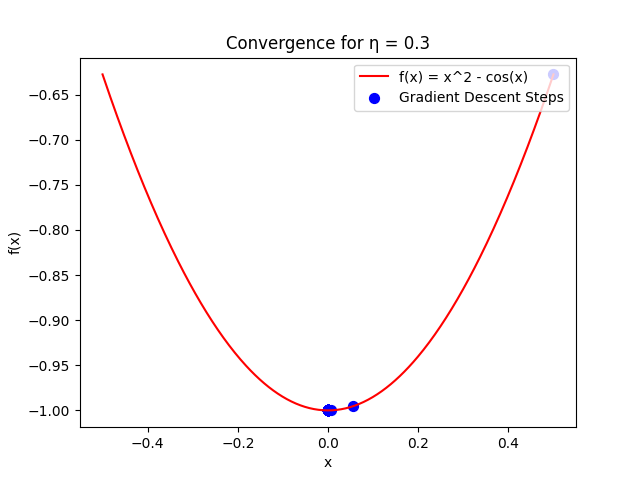 Convergence for η = 0.3
f(x) = x^2 - cos(x)
Gradient Descent Steps
−0.65
−0.70
−0.75
−0.80
−0.85
−0.90
−0.95
−1.00
f(x)
−0.4
−0.2
0.0
0.2
0.4
x